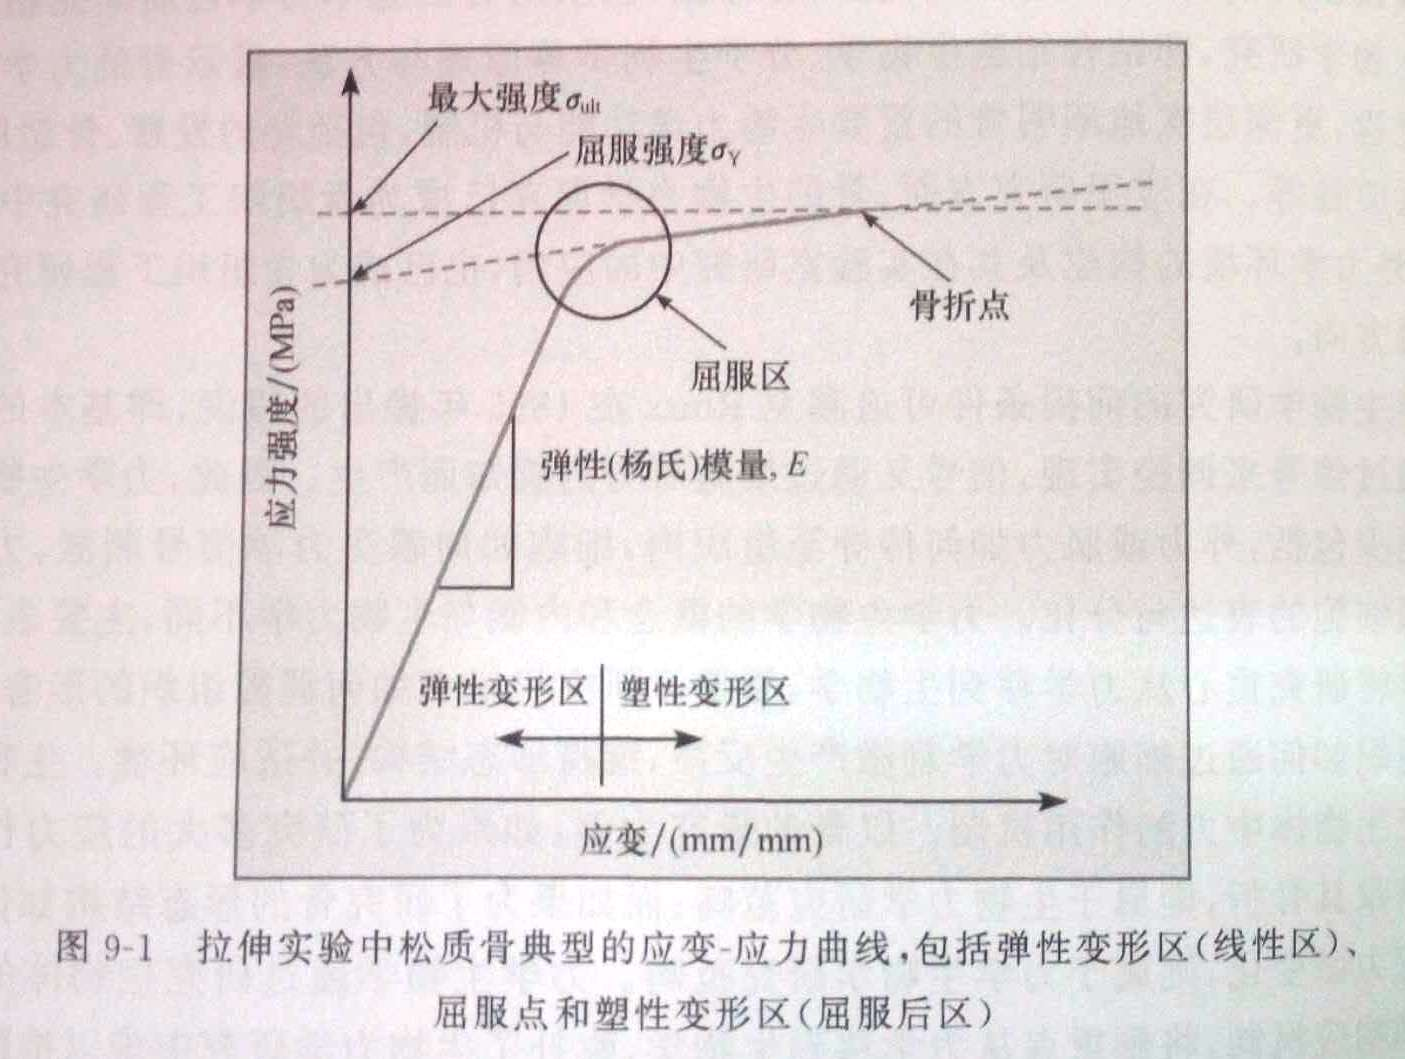 最大强度σult
屈服强度σY
骨折点
屈服区
应力强度/(MPa)
弹性(杨氏)模量, E
弹性变形区 塑性变形区
应变/(mm/mm)
图 9-1 拉伸实验中松质骨典型的应变-应力曲线,包括弹性变形区(线性区)、
屈服点和塑性变形区(屈服后区)